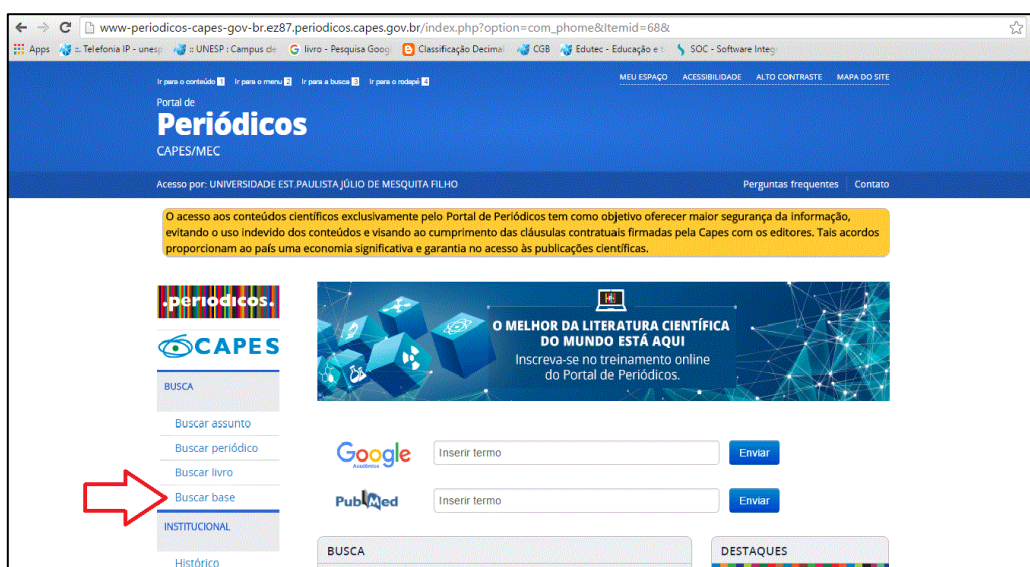 www-periodicos-capes-gov-br.ez87.periodicos.capes.gov.br/index.php?option=com_phome&Itemid=68&
Apps :: Telefonia IP - unesp :: UNESP : Campus de livro - Pesquisa Goog Classificação Decimal CGB Edutec - Educação e t SOC - Software Integ
Ir para o conteúdo 1 Ir para o menu 2 Ir para a busca 3 Ir para o rodapé 4
MEU ESPAÇO ACESSIBILIDADE ALTO CONTRASTE MAPA DO SITE
Portal de
Periódicos
CAPES/MEC
Acesso por: UNIVERSIDADE EST.PAULISTA JÚLIO DE MESQUITA FILHO
Perguntas frequentes Contato
O acesso aos conteúdos científicos exclusivamente pelo Portal de Periódicos tem como objetivo oferecer maior segurança da informação,
evitando o uso indevido dos conteúdos e visando ao cumprimento das cláusulas contratuais firmadas pela Capes com os editores. Tais acordos
proporcionam ao país uma economia significativa e garantia no acesso às publicações científicas.
.periodicos.
CAPES
O MELHOR DA LITERATURA CIENTÍFICA
DO MUNDO ESTÁ AQUI
Inscreva-se no treinamento online
do Portal de Periódicos.
BUSCA
Buscar assunto
Buscar periódico
Buscar livro
Buscar base
INSTITUCIONAL
Histórico
Google Acadêmico Inserir termo Enviar
PubMed Inserir termo Enviar
BUSCA
DESTAQUES